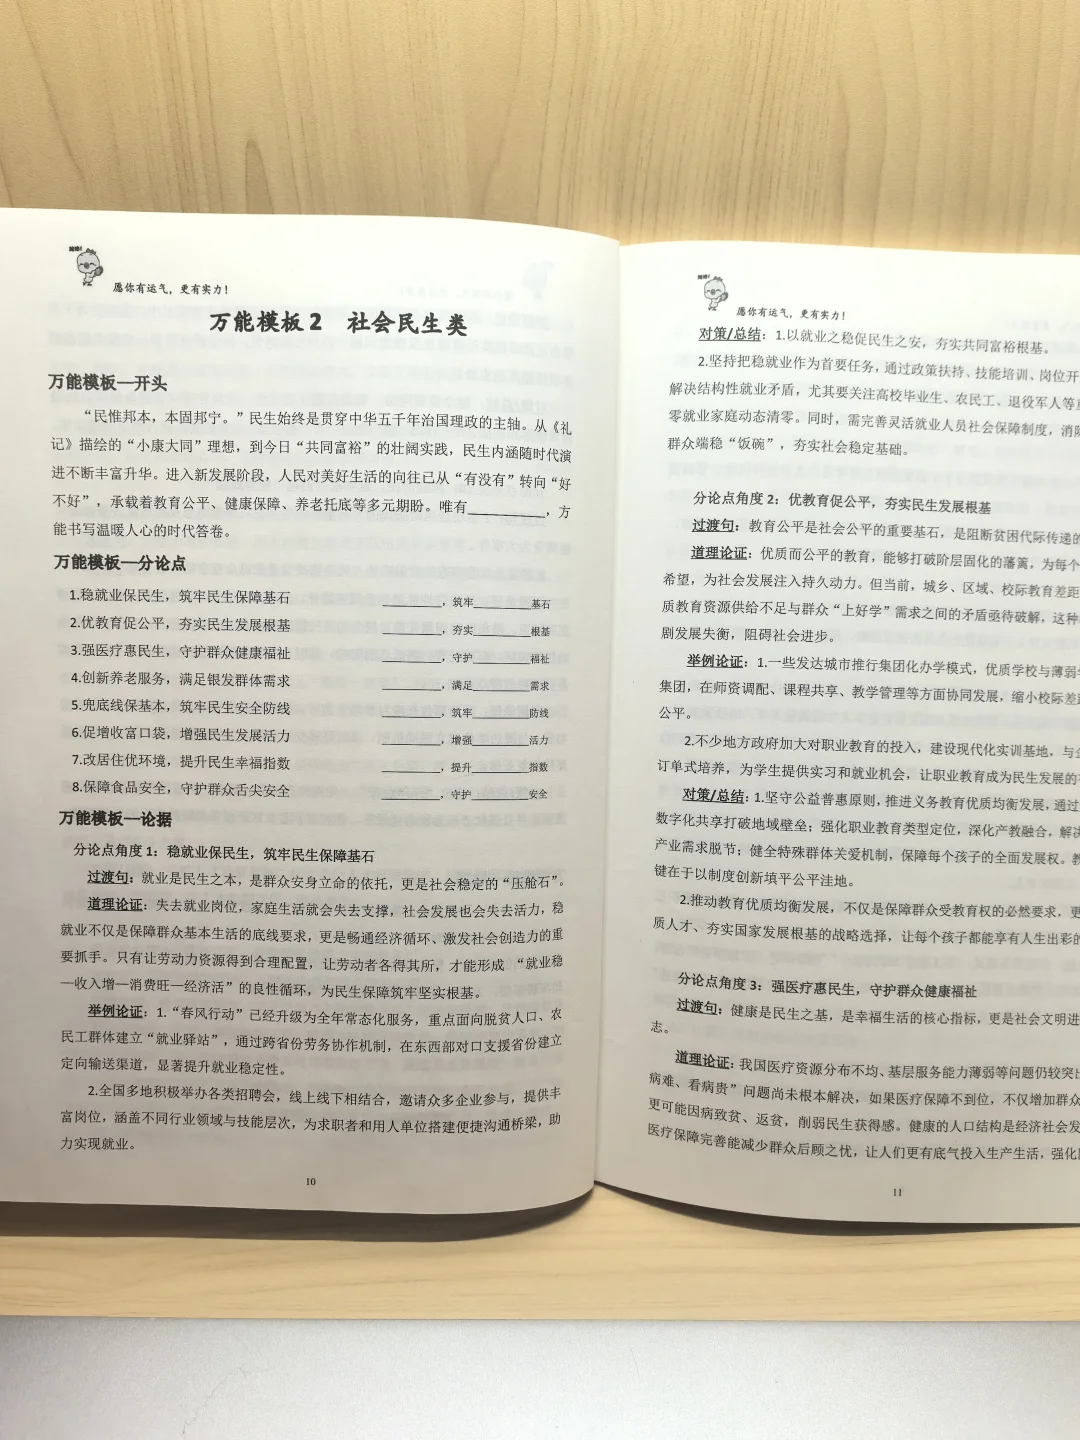 愿你有运气，更有实力！
万能模板 2 社会民生类
万能模板—开头
“民惟邦本，本固邦宁。”民生始终是贯穿中华五千年治国理政的主轴。从《礼
记》描绘的“小康大同”理想，到今日“共同富裕”的壮阔实践，民生内涵随时代演
进不断丰富升华。进入新发展阶段，人民对美好生活的向往已从“有没有”转向“好
不好”，承载着教育公平、健康保障、养老托底等多元期盼。唯有__________，方
能书写温暖人心的时代答卷。
万能模板—分论点
1.稳就业保民生，筑牢民生保障基石 __________，筑牢__________基石
2.优教育促公平，夯实民生发展根基 __________，夯实__________根基
3.强医疗惠民生，守护群众健康福祉 __________，守护__________福祉
4.创新养老服务，满足银发群体需求 __________，满足__________需求
5.兜底线保基本，筑牢民生安全防线 __________，筑牢__________防线
6.促增收富口袋，增强民生发展活力 __________，增强__________活力
7.改居住优环境，提升民生幸福指数 __________，提升__________指数
8.保障食品安全，守护群众舌尖安全 __________，守护__________安全
万能模板—论据
分论点角度 1：稳就业保民生，筑牢民生保障基石
过渡句：就业是民生之本，是群众安身立命的依托，更是社会稳定的“压舱石”。
道理论证：失去就业岗位，家庭生活就会失去支撑，社会发展也会失去活力，稳
就业不仅是保障群众基本生活的底线要求，更是畅通经济循环、激发社会创造力的重
要抓手。只有让劳动力资源得到合理配置，让劳动者各得其所，才能形成 “就业稳
—收入增—消费旺—经济活”的良性循环，为民生保障筑牢坚实根基。
举例论证：1.“春风行动”已经升级为全年常态化服务，重点面向脱贫人口、农
民工群体建立“就业驿站”，通过跨省份劳务协作机制，在东西部对口支援省份建立
定向输送渠道，显著提升就业稳定性。
2.全国多地积极举办各类招聘会，线上线下相结合，邀请众多企业参与，提供丰
富岗位，涵盖不同行业领域与技能层次，为求职者和用人单位搭建便捷沟通桥梁，助
力实现就业。
10
愿你有运气，更有实力！
对策/总结：1.以就业之稳促民生之安，夯实共同富裕根基。
2.坚持把稳就业作为首要任务，通过政策扶持、技能培训、岗位开
解决结构性就业矛盾，尤其要关注高校毕业生、农民工、退役军人等
零就业家庭动态清零。同时，需完善灵活就业人员社会保障制度，消
群众端稳“饭碗”，夯实社会稳定基础。
分论点角度 2：优教育促公平，夯实民生发展根基
过渡句：教育公平是社会公平的重要基石，是阻断贫困代际传递的
道理论证：优质而公平的教育，能够打破阶层固化的藩篱，为每个
希望，为社会发展注入持久动力。但当前，城乡、区域、校际教育差距
质教育资源供给不足与群众“上好学”需求之间的矛盾亟待破解，这种
剧发展失衡，阻碍社会进步。
举例论证：1.一些发达城市推行集团化办学模式，优质学校与薄弱
集团，在师资调配、课程共享、教学管理等方面协同发展，缩小校际差
公平。
2.不少地方政府加大对职业教育的投入，建设现代化实训基地，与
订单式培养，为学生提供实习和就业机会，让职业教育成为民生发展的
对策/总结：1.坚守公益普惠原则，推进义务教育优质均衡发展，通过
数字化共享打破地域壁垒；强化职业教育类型定位，深化产教融合，解
产业需求脱节；健全特殊群体关爱机制，保障每个孩子的全面发展权。教
键在于以制度创新填平公平洼地。
2.推动教育优质均衡发展，不仅是保障群众受教育权的必然要求，更
质人才、夯实国家发展根基的战略选择，让每个孩子都能享有人生出彩的
分论点角度 3：强医疗惠民生，守护群众健康福祉
过渡句：健康是民生之基，是幸福生活的核心指标，更是社会文明进
志。
道理论证：我国医疗资源分布不均、基层服务能力薄弱等问题仍较突
病难、看病贵”问题尚未根本解决，如果医疗保障不到位，不仅增加群众
更可能因病致贫、返贫，削弱民生获得感。健康的人口结构是经济社会发
医疗保障完善能减少群众后顾之忧，让人们更有底气投入生产生活，强化
11